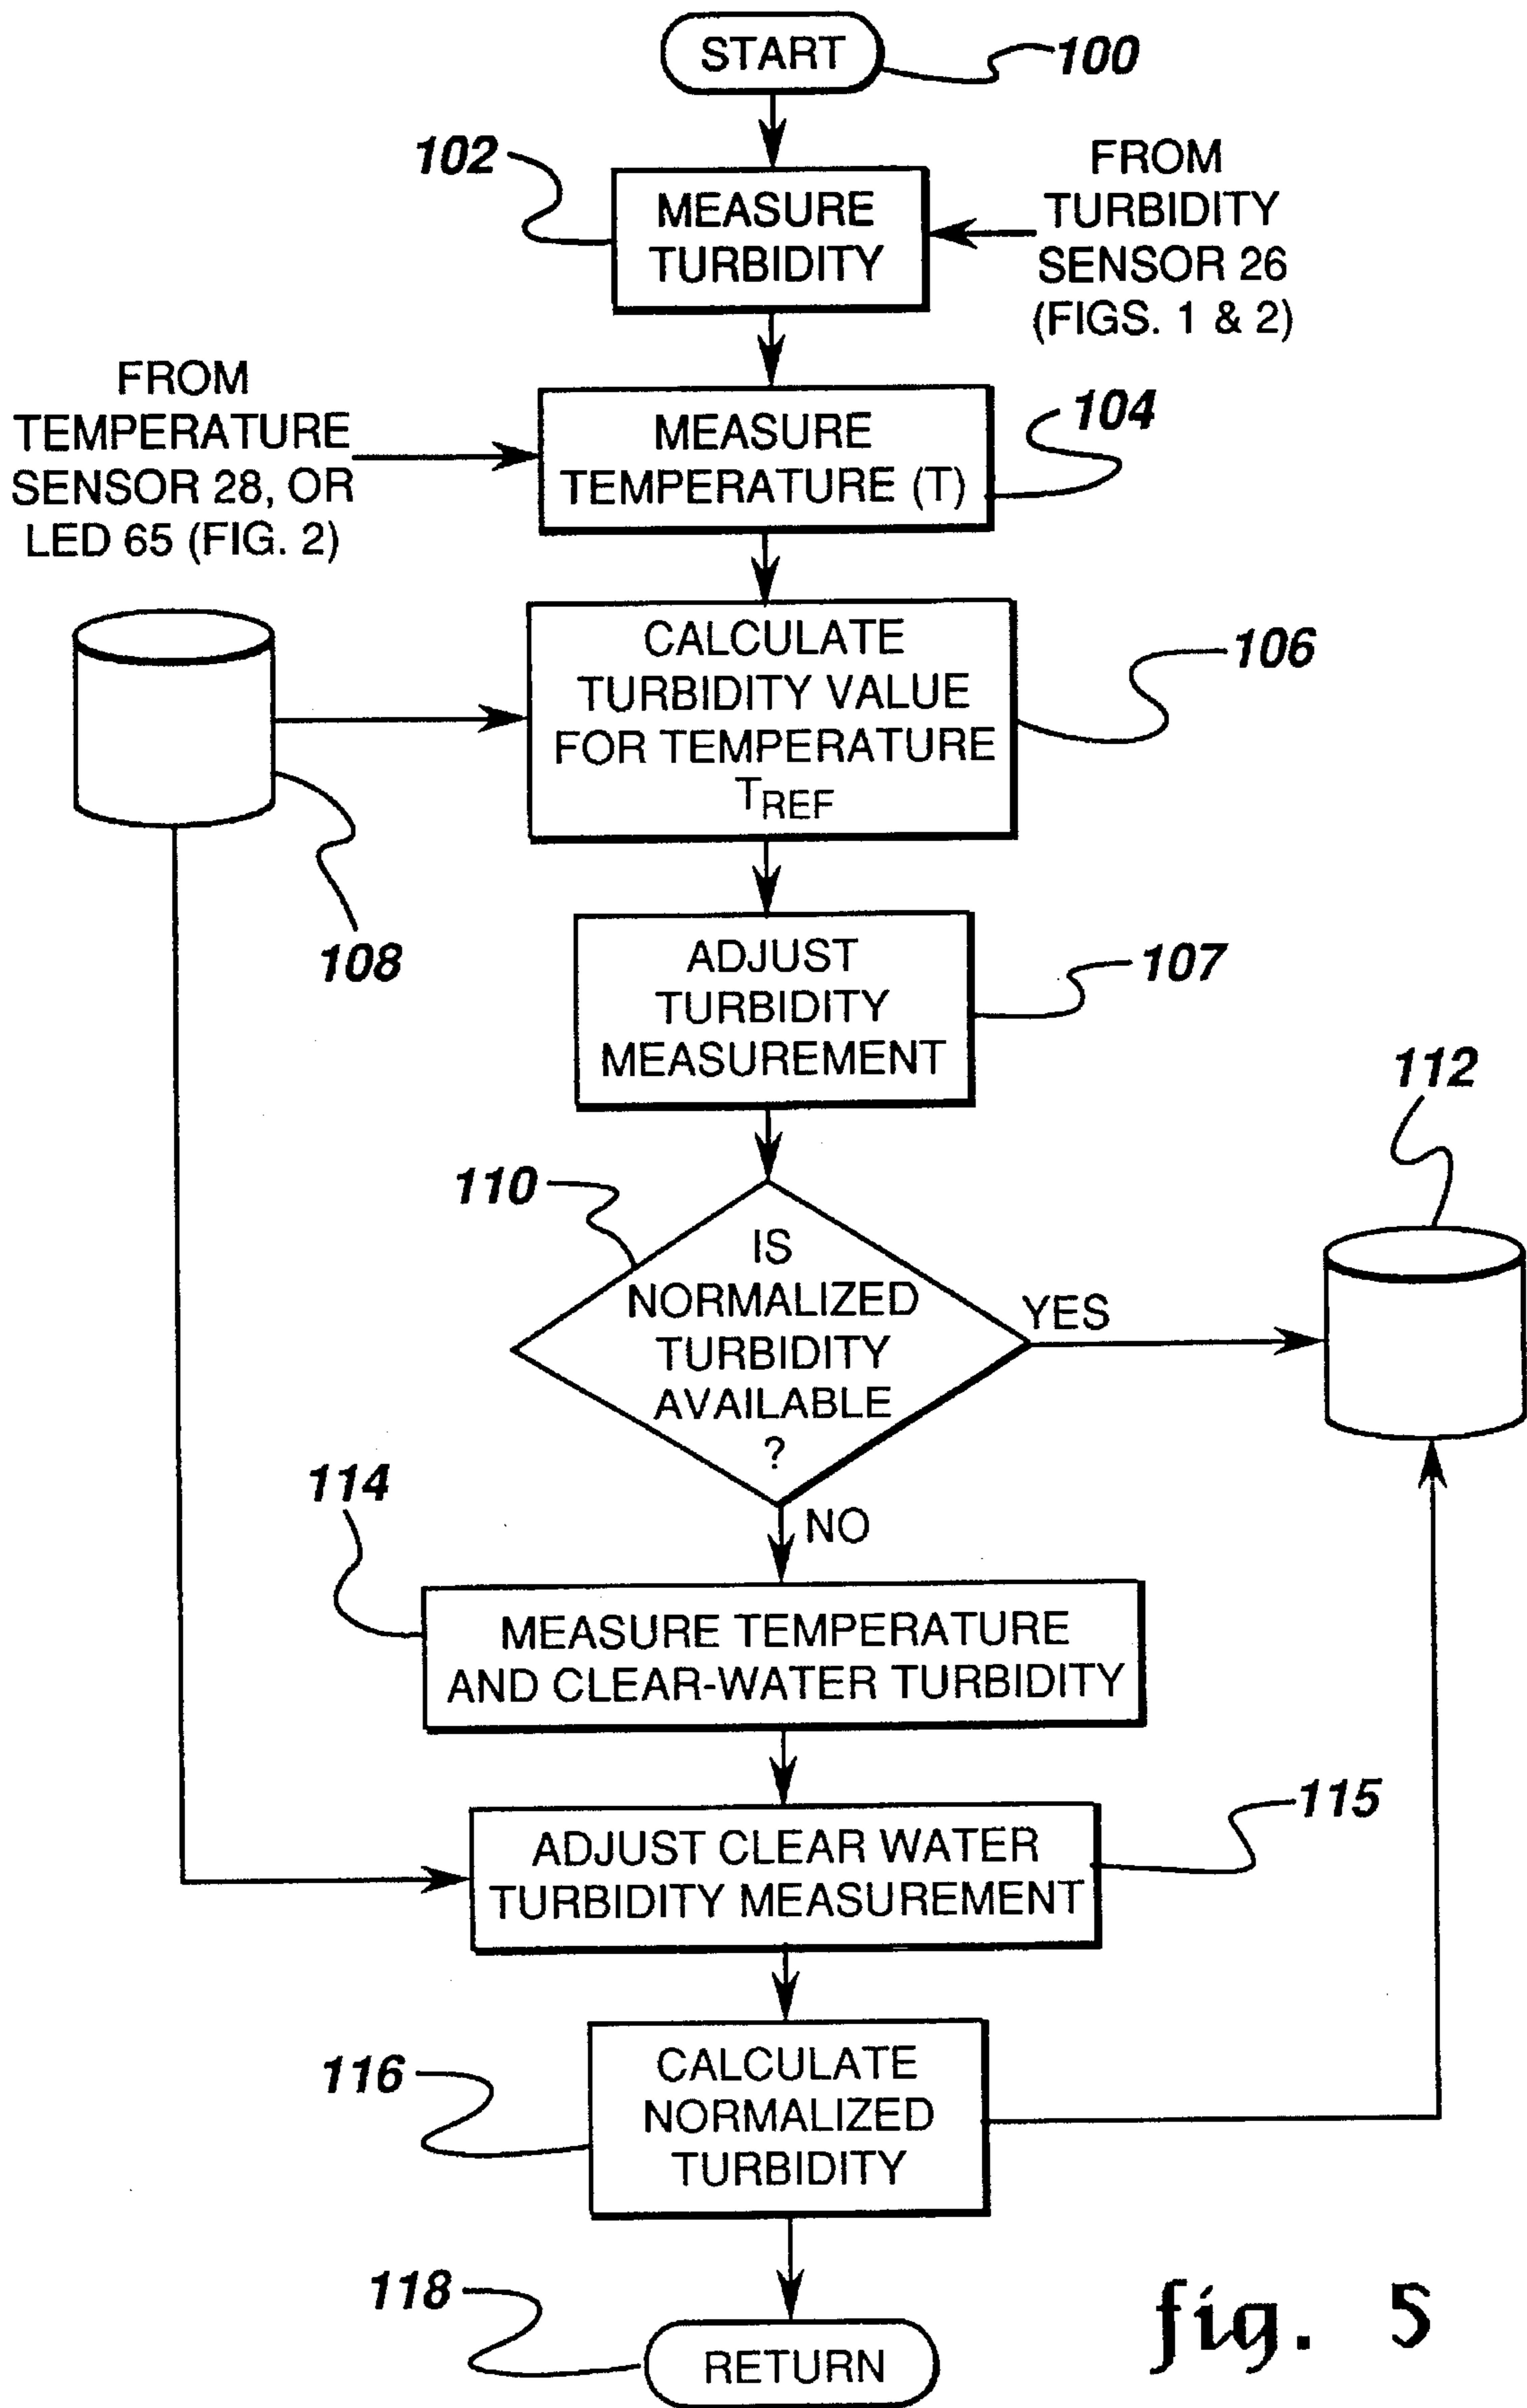 START
100
102
MEASURE
TURBIDITY
FROM
TURBIDITY
SENSOR 26
(FIGS. 1 & 2)
FROM
TEMPERATURE
SENSOR 28, OR
LED 65 (FIG. 2)
MEASURE
TEMPERATURE (T)
104
CALCULATE
TURBIDITY VALUE
FOR TEMPERATURE
TREF
106
108
ADJUST
TURBIDITY
MEASUREMENT
107
112
110
IS
NORMALIZED
TURBIDITY
AVAILABLE
?
YES
NO
114
MEASURE TEMPERATURE
AND CLEAR-WATER TURBIDITY
115
ADJUST CLEAR WATER
TURBIDITY MEASUREMENT
116
CALCULATE
NORMALIZED
TURBIDITY
118
RETURN
fig. 5